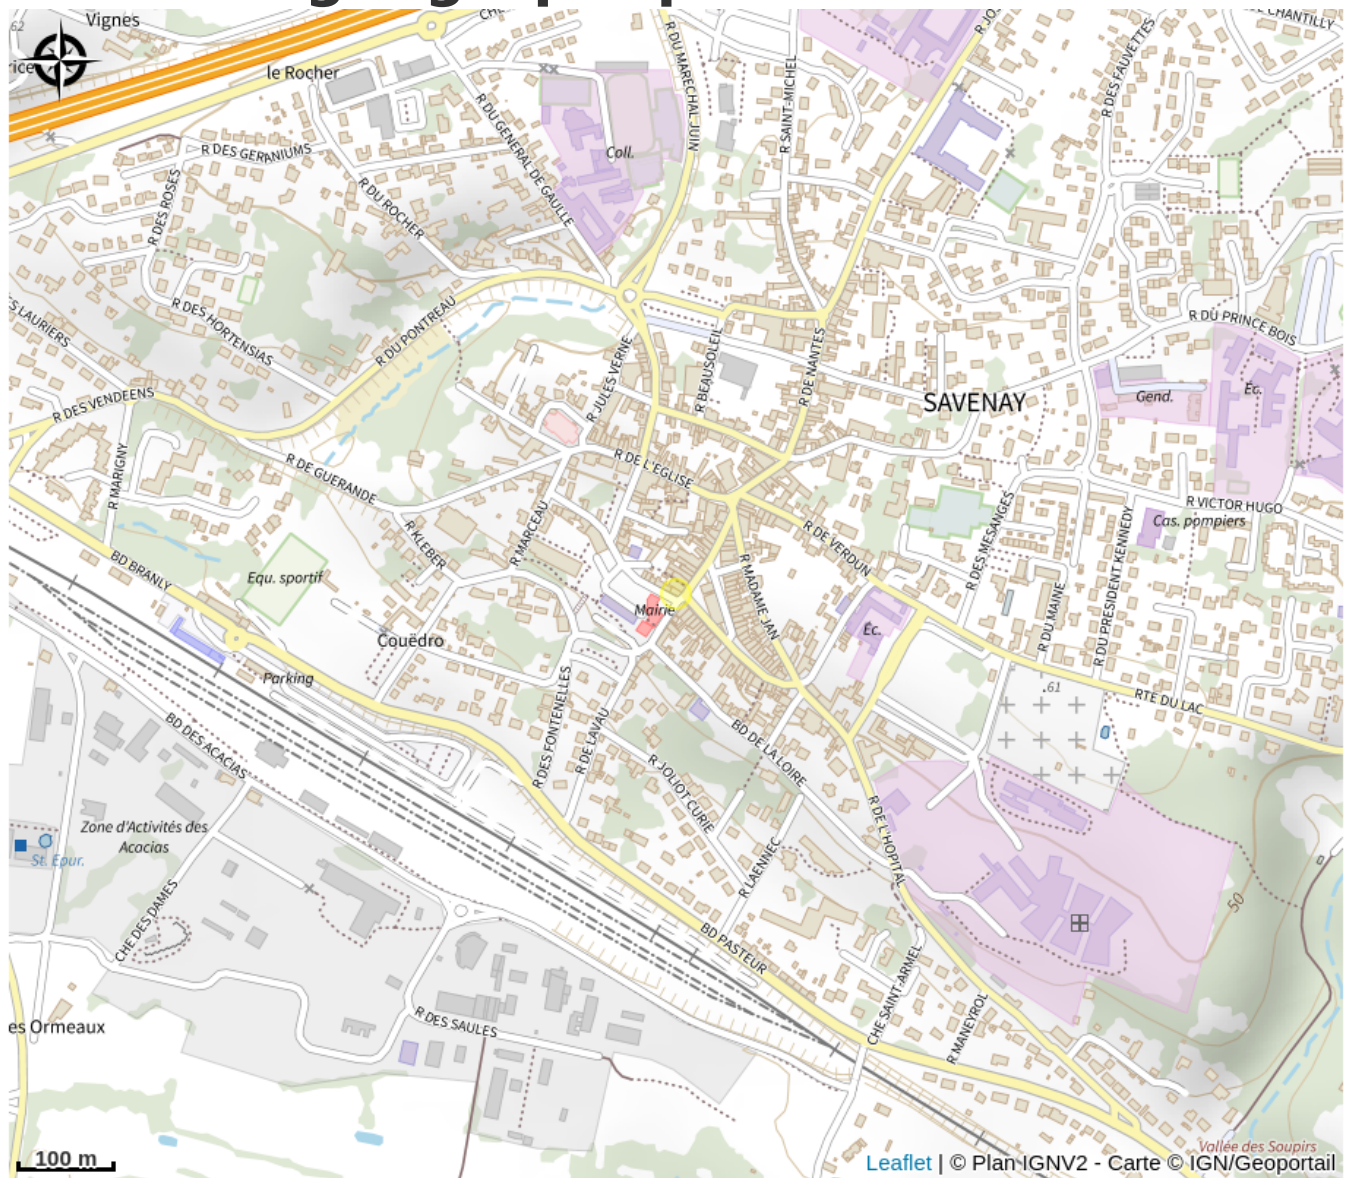 62
Vignes
le Rocher
R DU GENERAL DE GAULLE
R DU MARECHAL JUIN
R SAINT-MICHEL
R DES FAUVETTES
CHANTILLY
Coll.
R DES GERANIUMS
R DES ROSES
R DU ROCHER
R DES HORTENSIAS
LAURIERS
R DU PONTREAU
R JULES VERNE
R BEAUSOLEIL
R DE NANTES
R DU PRINCE BOIS
SAVENAY
Gend.
Éc.
R DES VENDEENS
R MARIGNY
R DE GUERANDE
R DE L'EGLISE
R KLEBER
R MARCEAU
R DE VERDUN
R DES MESANGES
R VICTOR HUGO
Cas. pompiers
R DU PRESIDENT KENNEDY
R DU MAINE
R MADAME JAN
BD BRANLY
Equ. sportif
Mairie
Éc.
Couëdro
Parking
.61
RTE DU LAC
R DES FONTENELLES
R DE LAVAU
BD DE LA LOIRE
R JOLIOT CURIE
BD DES ACACIAS
Zone d'Activités des
Acacias
St. Epur.
R DE L'HOPITAL
R LAENNEC
CHE DES DAMES
50
BD PASTEUR
CHE SAINT-ARMEL
R MANEYROL
es Ormeaux
R DES SAULES
Vallée des Soupirs
100 m
Leaflet | © Plan IGNV2 - Carte © IGN/Geoportail